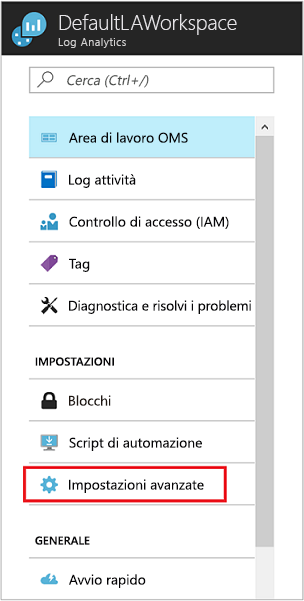 DefaultLAWorkspace
Log Analytics
Cerca (Ctrl+/)
Area di lavoro OMS
Log attività
Controllo di accesso (IAM)
Tag
Diagnostica e risolvi i problemi
IMPOSTAZIONI
Blocchi
Script di automazione
Impostazioni avanzate
GENERALE
Avvio rapido